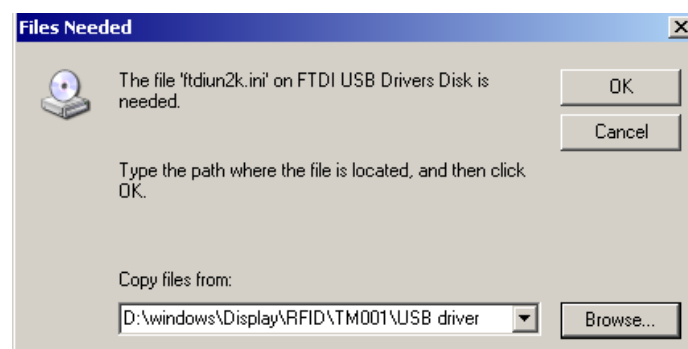 Files Needed
The file 'ftdiun2k.ini' on FTDI USB Drivers Disk is
needed.
OK
Cancel
Type the path where the file is located, and then click
OK.
Copy files from:
D:\windows\Display\RFID\TM001\USB driver
Browse...